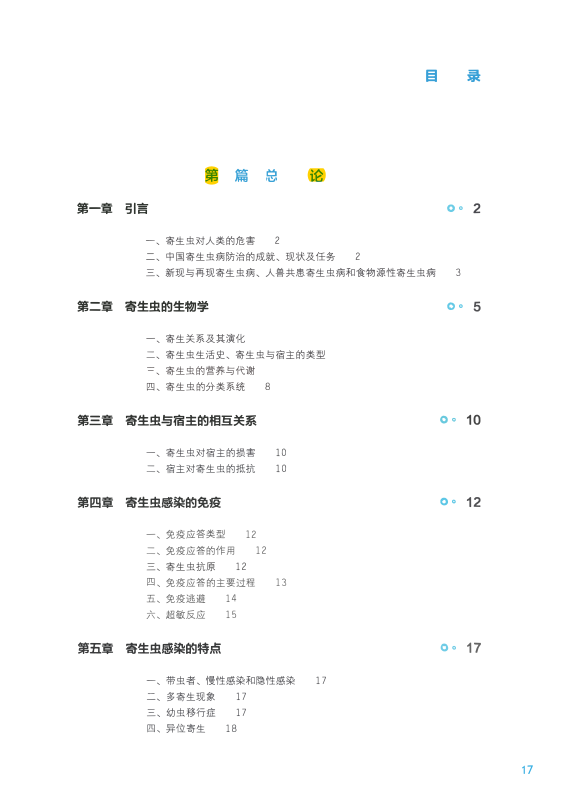 目 录
第 篇 总 论
第一章 引言 2
一、寄生虫对人类的危害 2
二、中国寄生虫病防治的成就、现状及任务 2
三、新现与再现寄生虫病、人兽共患寄生虫病和食物源性寄生虫病 3
第二章 寄生虫的生物学 5
一、寄生关系及其演化
二、寄生虫生活史、寄生虫与宿主的类型
三、寄生虫的营养与代谢
四、寄生虫的分类系统 8
第三章 寄生虫与宿主的相互关系 10
一、寄生虫对宿主的损害 10
二、宿主对寄生虫的抵抗 10
第四章 寄生虫感染的免疫 12
一、免疫应答类型 12
二、免疫应答的作用 12
三、寄生虫抗原 12
四、免疫应答的主要过程 13
五、免疫逃避 14
六、超敏反应 15
第五章 寄生虫感染的特点 17
一、带虫者、慢性感染和隐性感染 17
二、多寄生现象 17
三、幼虫移行症 17
四、异位寄生 18
17